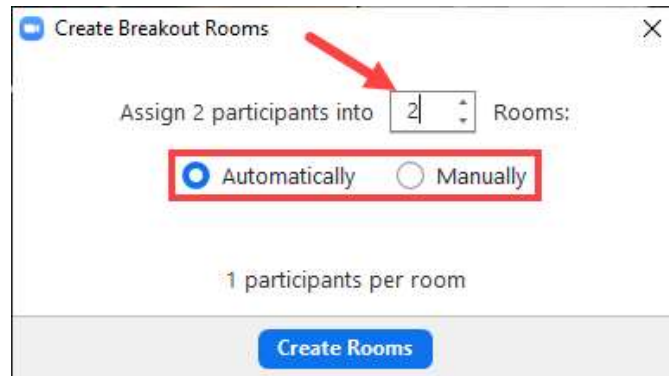 Create Breakout Rooms
Assign 2 participants into 2 Rooms:
Automatically Manually
1 participants per room
Create Rooms